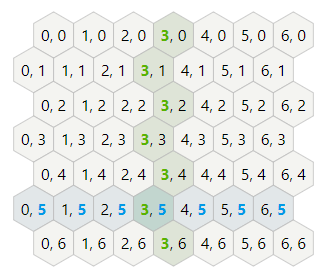 0, 0 1, 0 2, 0 3, 0 4, 0 5, 0 6, 0
0, 1 1, 1 2, 1 3, 1 4, 1 5, 1 6, 1
0, 2 1, 2 2, 2 3, 2 4, 2 5, 2 6, 2
0, 3 1, 3 2, 3 3, 3 4, 3 5, 3 6, 3
0, 4 1, 4 2, 4 3, 4 4, 4 5, 4 6, 4
0, 5 1, 5 2, 5 3, 5 4, 5 5, 5 6, 5
0, 6 1, 6 2, 6 3, 6 4, 6 5, 6 6, 6